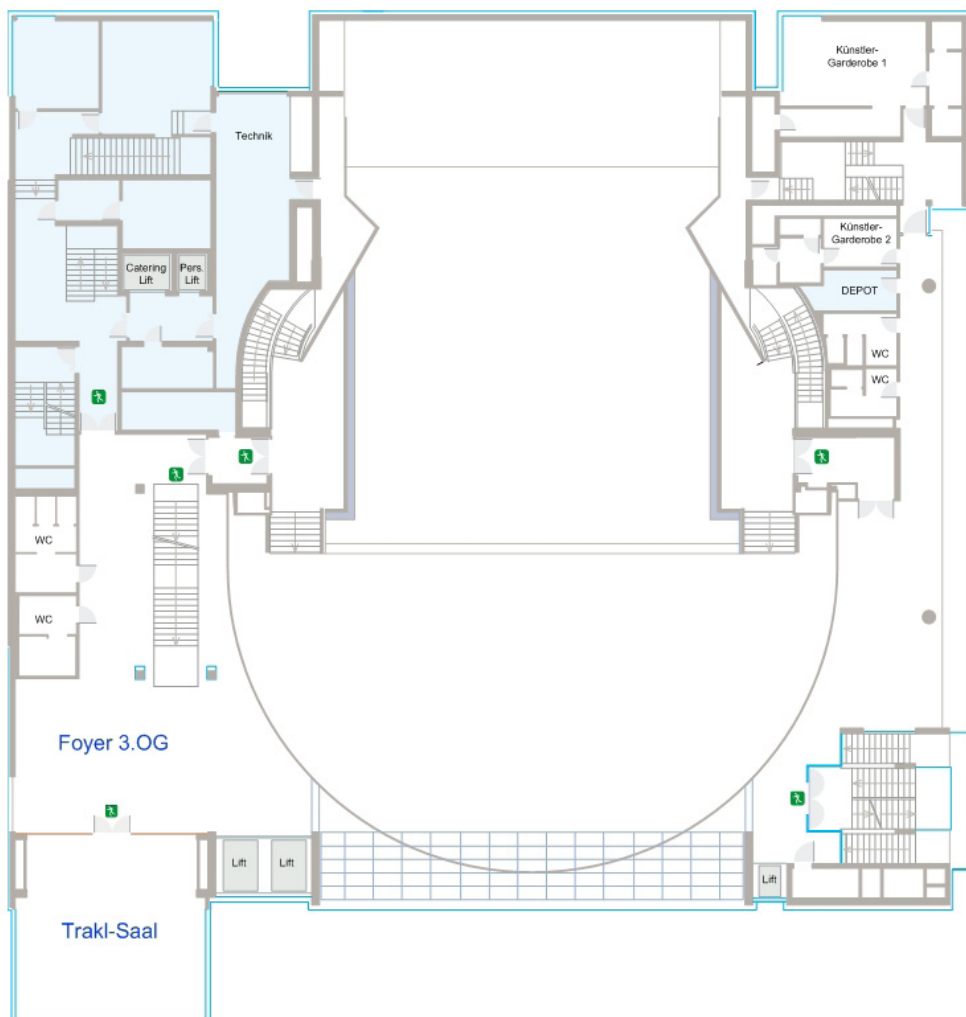 Künstler-
Garderobe 1
Technik
Künstler-
Garderobe 2
Catering
Lift
Pers.
Lift
DEPOT
WC
WC
WC
WC
Foyer 3.OG
Lift
Lift
Lift
Trakl-Saal